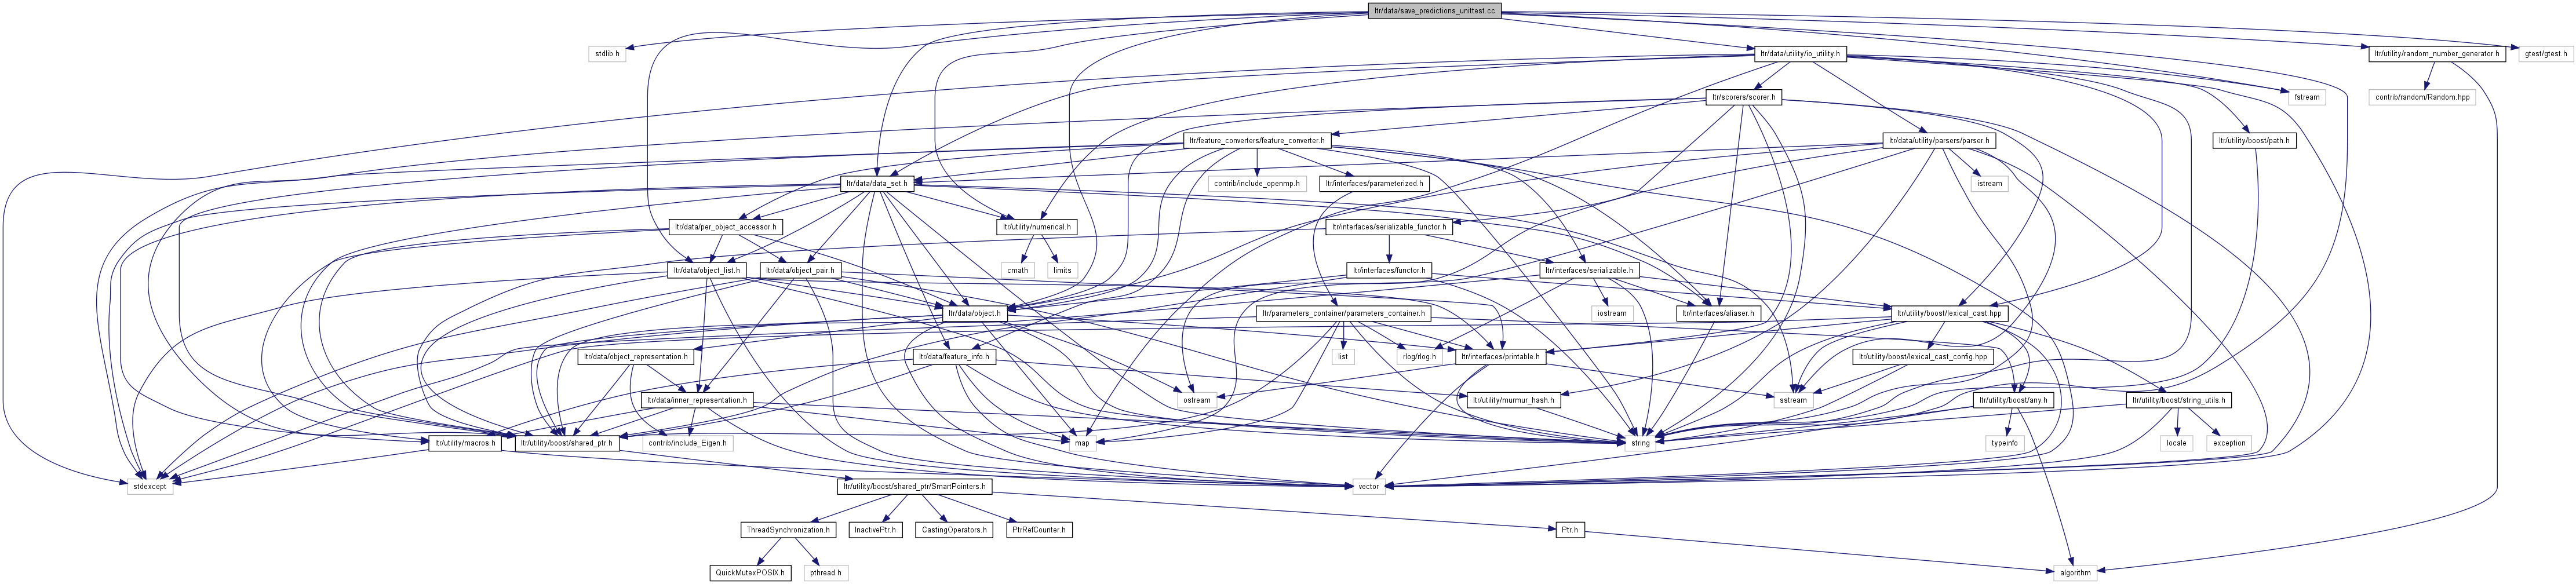 ltr/data/save_predictions_unittest.cc
stdlib.h
ltr/data/utility/io_utility.h
ltr/utility/random_number_generator.h
gtest/gtest.h
ltr/scorers/scorer.h
fstream
contrib/random/Random.hpp
ltr/feature_converters/feature_converter.h
ltr/data/utility/parsers/parser.h
ltr/utility/boost/path.h
ltr/data/data_set.h
contrib/include_openmp.h
ltr/interfaces/parameterized.h
istream
ltr/data/per_object_accessor.h
ltr/utility/numerical.h
ltr/interfaces/serializable_functor.h
ltr/data/object_list.h
ltr/data/object_pair.h
cmath
limits
ltr/interfaces/functor.h
ltr/interfaces/serializable.h
ltr/data/object.h
ltr/parameters_container/parameters_container.h
iostream
ltr/interfaces/aliaser.h
ltr/utility/boost/lexical_cast.hpp
ltr/data/object_representation.h
ltr/data/feature_info.h
list
rlog/rlog.h
ltr/interfaces/printable.h
ltr/utility/boost/lexical_cast_config.hpp
ltr/data/inner_representation.h
ostream
ltr/utility/murmur_hash.h
sstream
ltr/utility/boost/any.h
ltr/utility/boost/string_utils.h
ltr/utility/macros.h
ltr/utility/boost/shared_ptr.h
contrib/include_Eigen.h
map
string
typeinfo
locale
exception
stdexcept
ltr/utility/boost/shared_ptr/SmartPointers.h
vector
ThreadSynchronization.h
InactivePtr.h
CastingOperators.h
PtrRefCounter.h
Ptr.h
QuickMutexPOSIX.h
pthread.h
algorithm